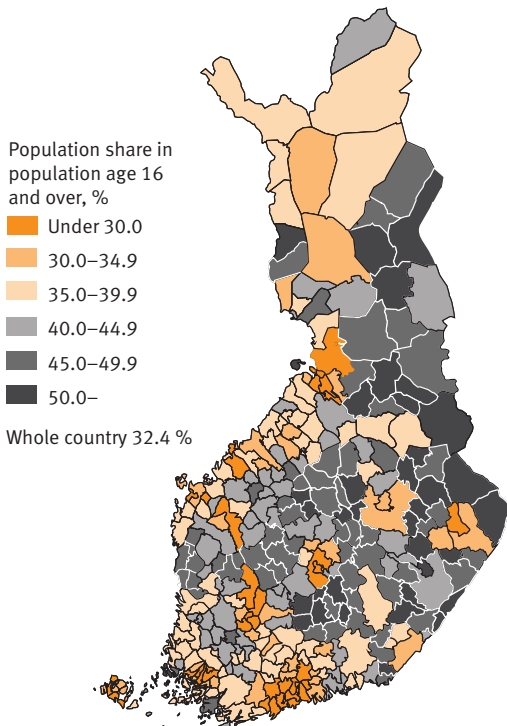 Population share in
population age 16
and over, %
Under 30.0
30.0–34.9
35.0–39.9
40.0–44.9
45.0–49.9
50.0–
Whole country 32.4 %